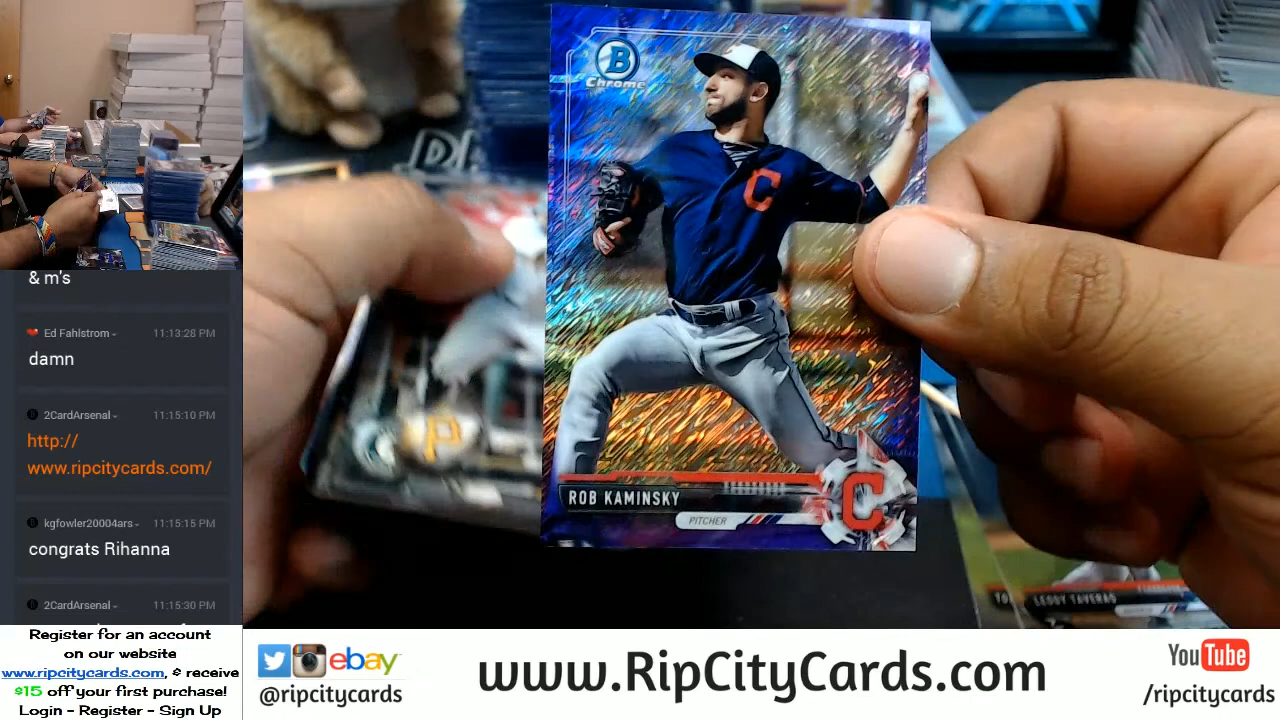 & m's
Ed Fahlstrom
11:13:28 PM
damn
2CardArsenal
11:15:10 PM
http://
www.ripcitycards.com/
kgfowler20004ars
11:15:15 PM
congrats Rihanna
2CardArsenal
11:15:30 PM
Register for an account
on our website
www.ripcitycards.com, & receive
$15 off your first purchase!
Login - Register - Sign Up
B
Chrome
C
ROB KAMINSKY
PITCHER
C
P
LEODY TAVERAS
ebay
@ripcitycards
www.RipCityCards.com
YouTube
/ripcitycards